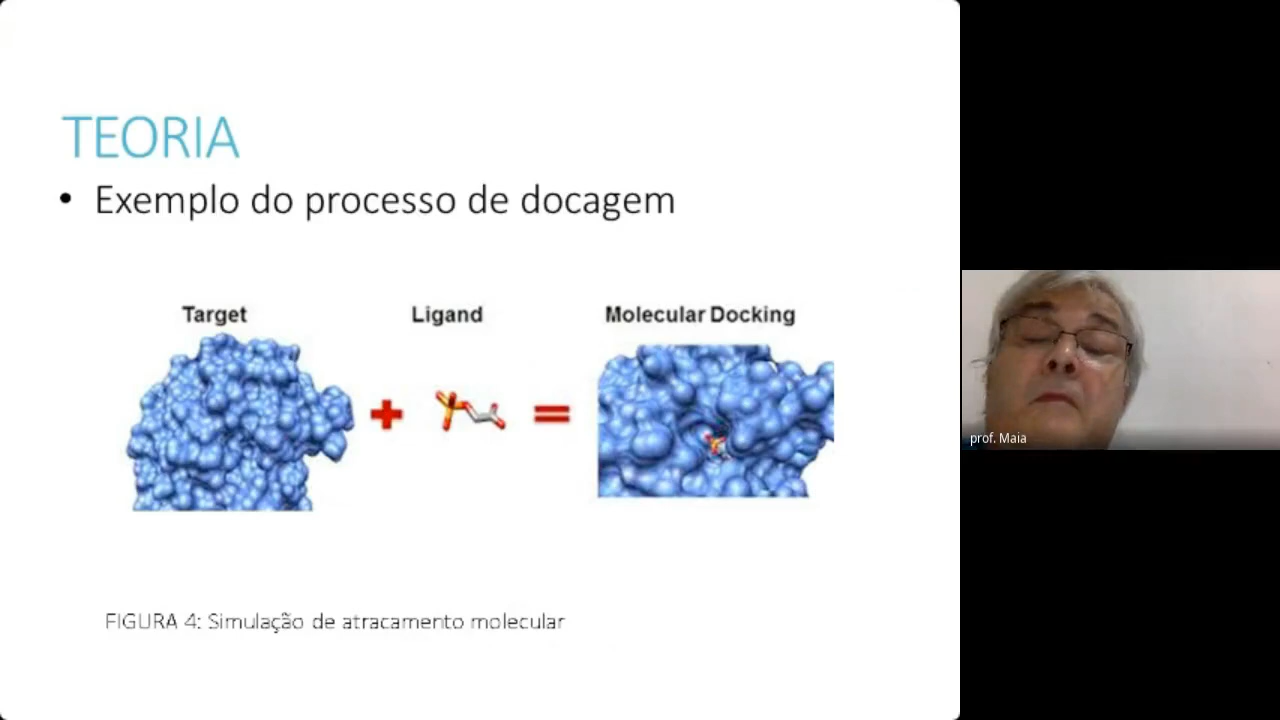 TEORIA
• Exemplo do processo de docagem
Target
Ligand
Molecular Docking
FIGURA 4: Simulação de atracamento molecular
prof. Maia